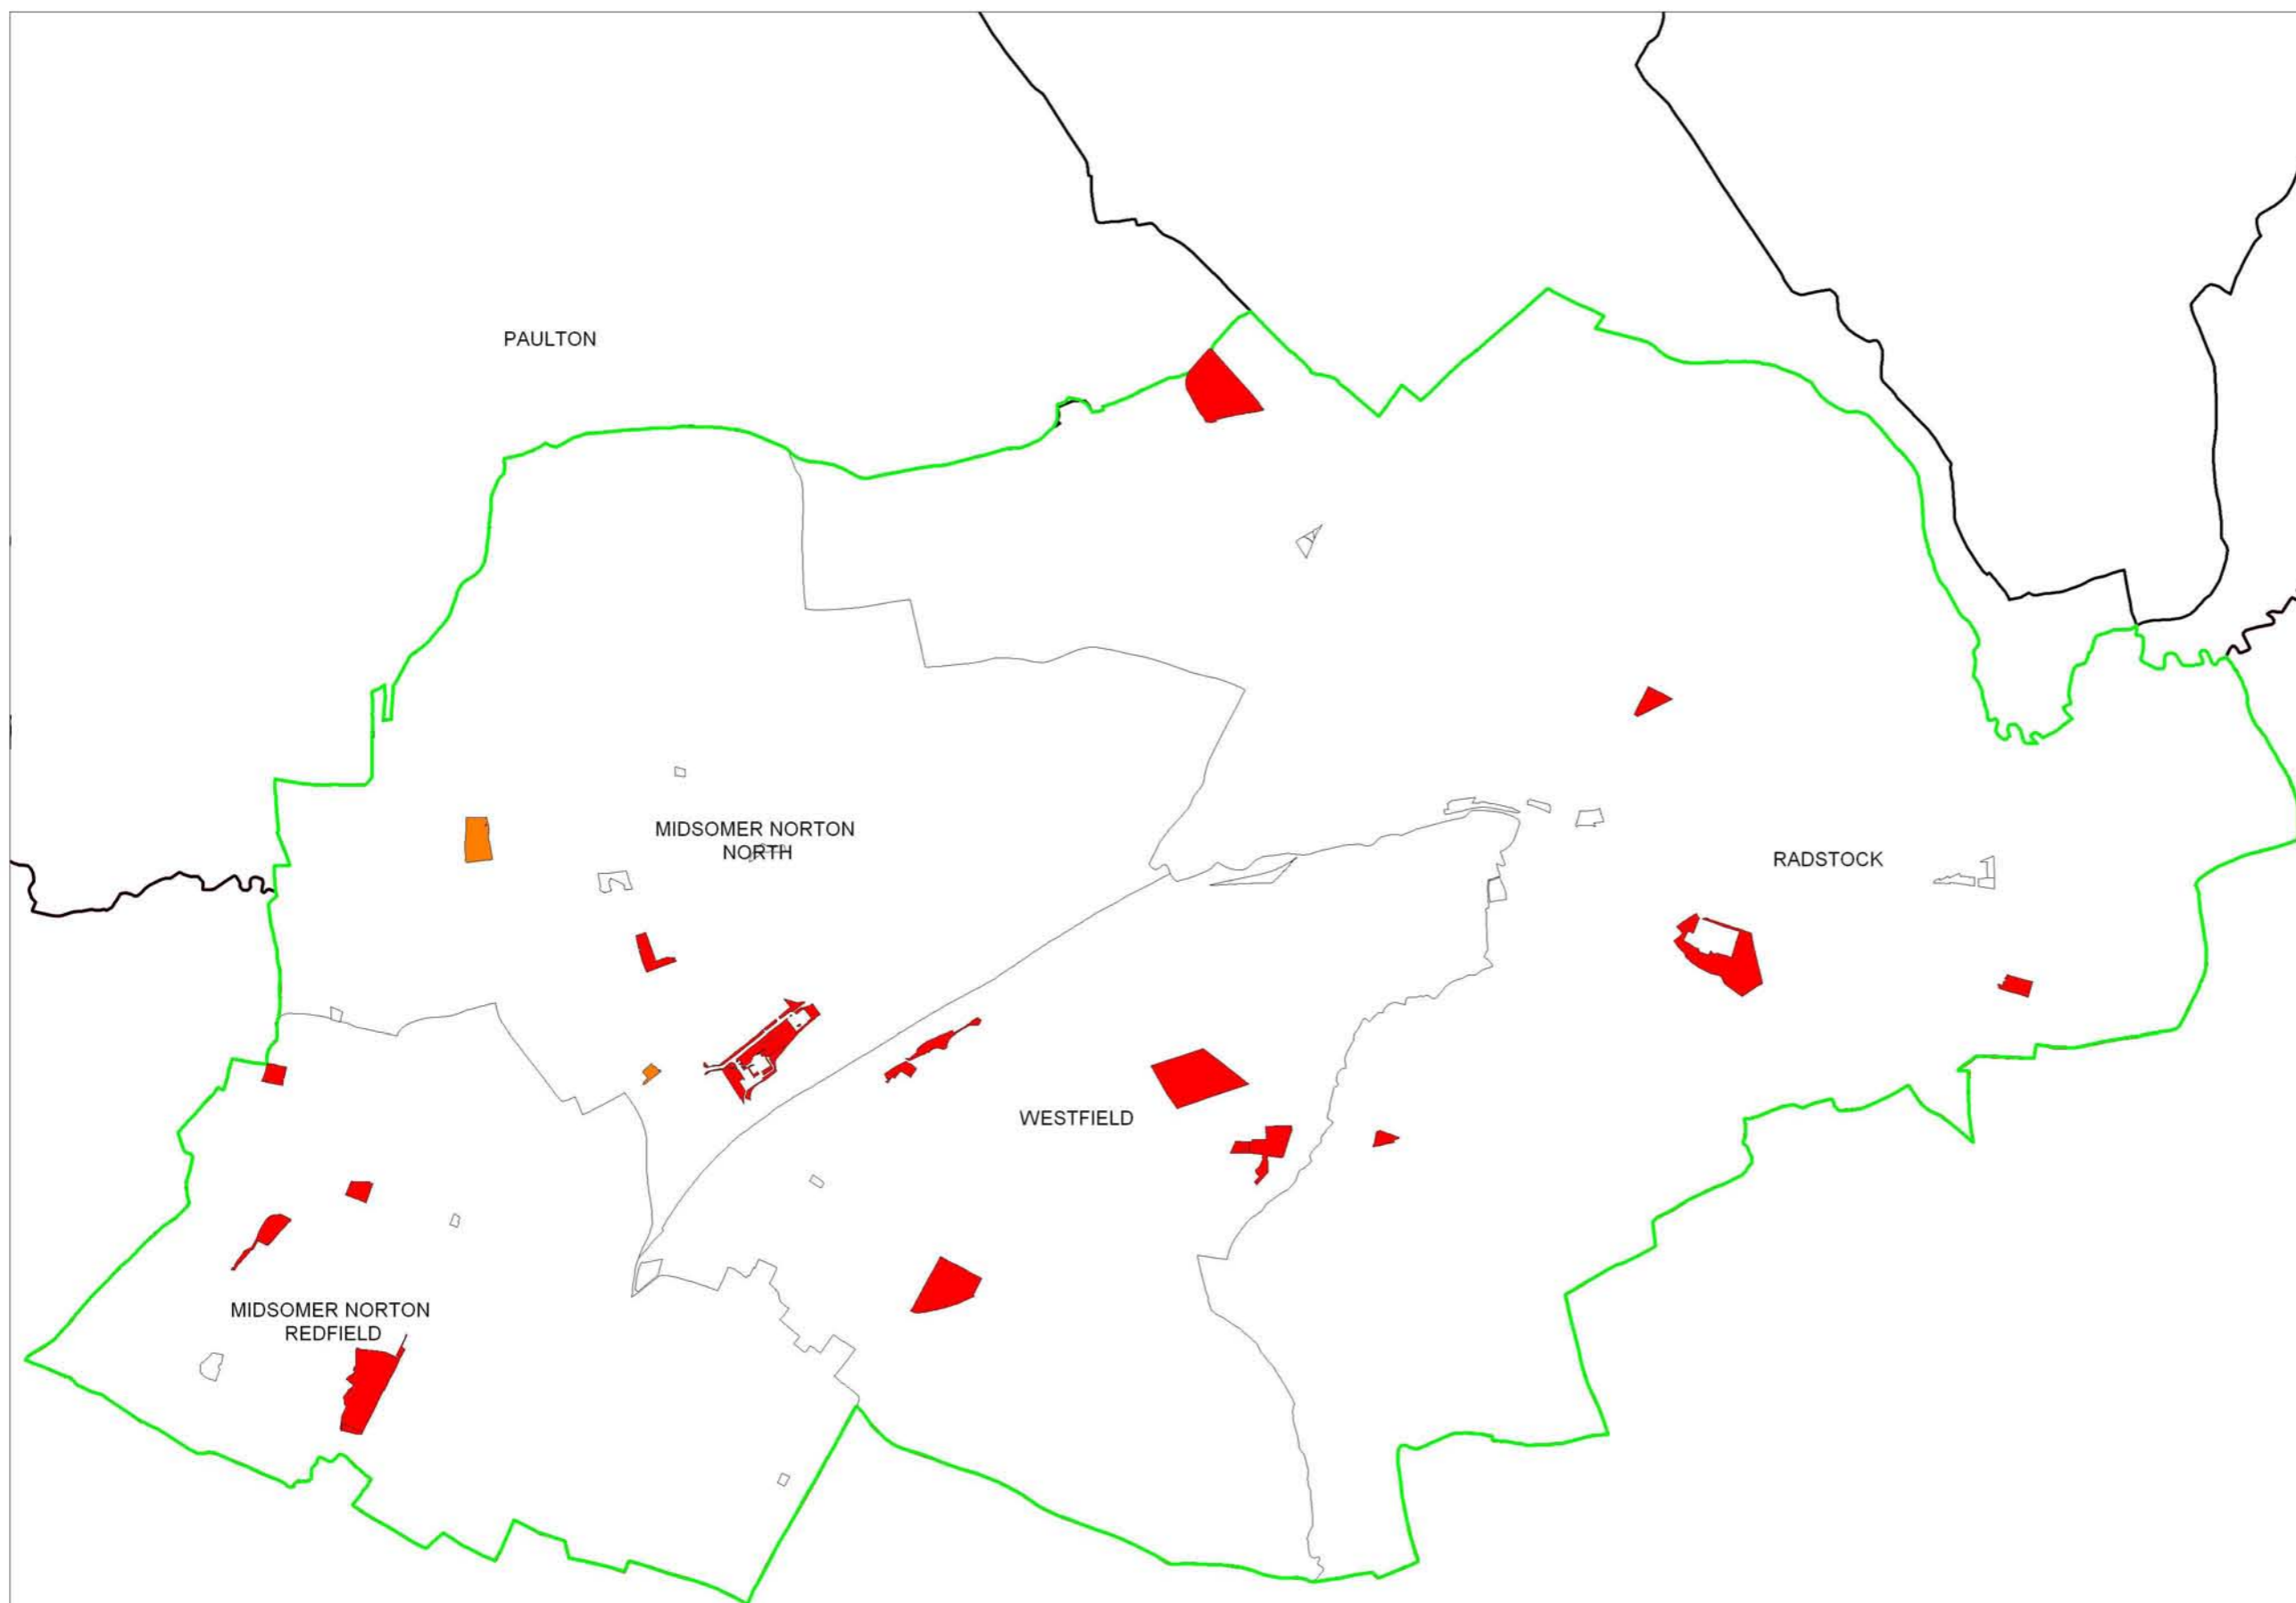 PAULTON
MIDSOMER NORTON
NORTH
RADSTOCK
WESTFIELD
MIDSOMER NORTON
REDFIELD